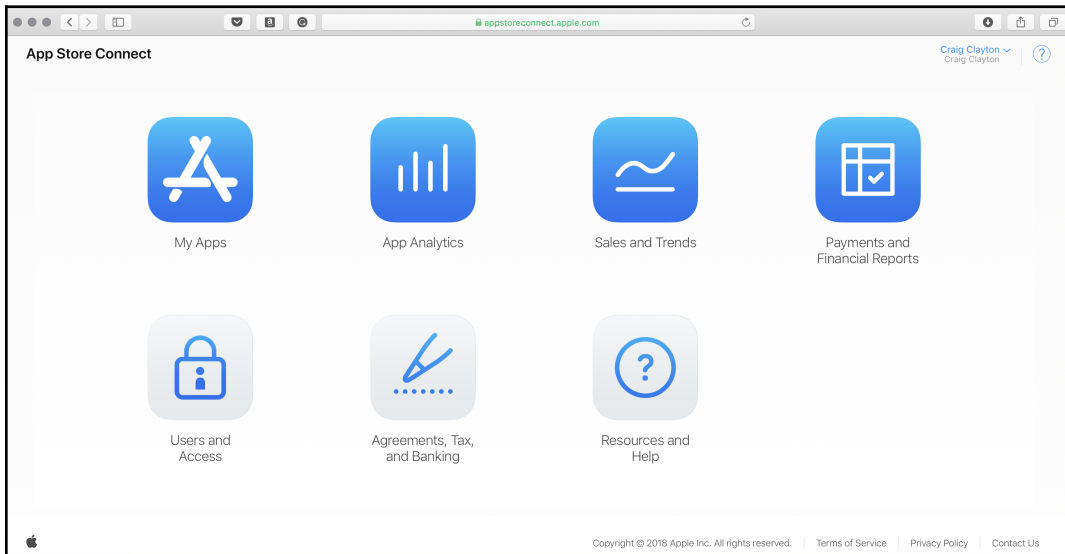 appstoreconnect.apple.com
App Store Connect
Craig Clayton
Craig Clayton
?
My Apps
App Analytics
Sales and Trends
Payments and
Financial Reports
?
Users and
Access
Agreements, Tax,
and Banking
Resources and
Help
Copyright © 2018 Apple Inc. All rights reserved.
Terms of Service
Privacy Policy
Contact Us